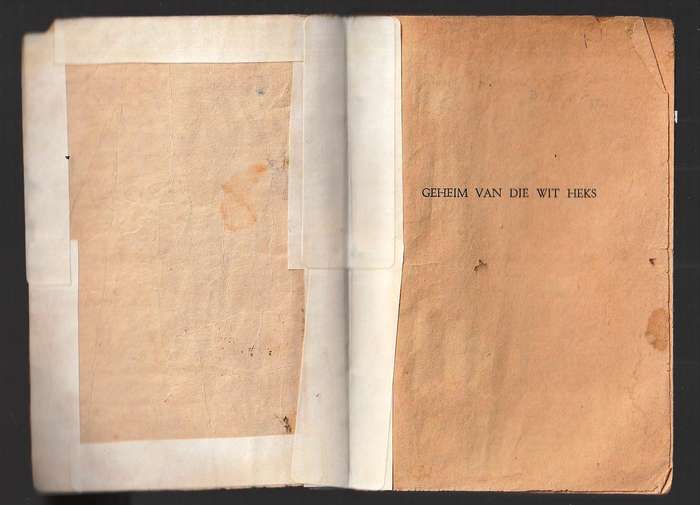 GEHEIM VAN DIE WIT HEKS